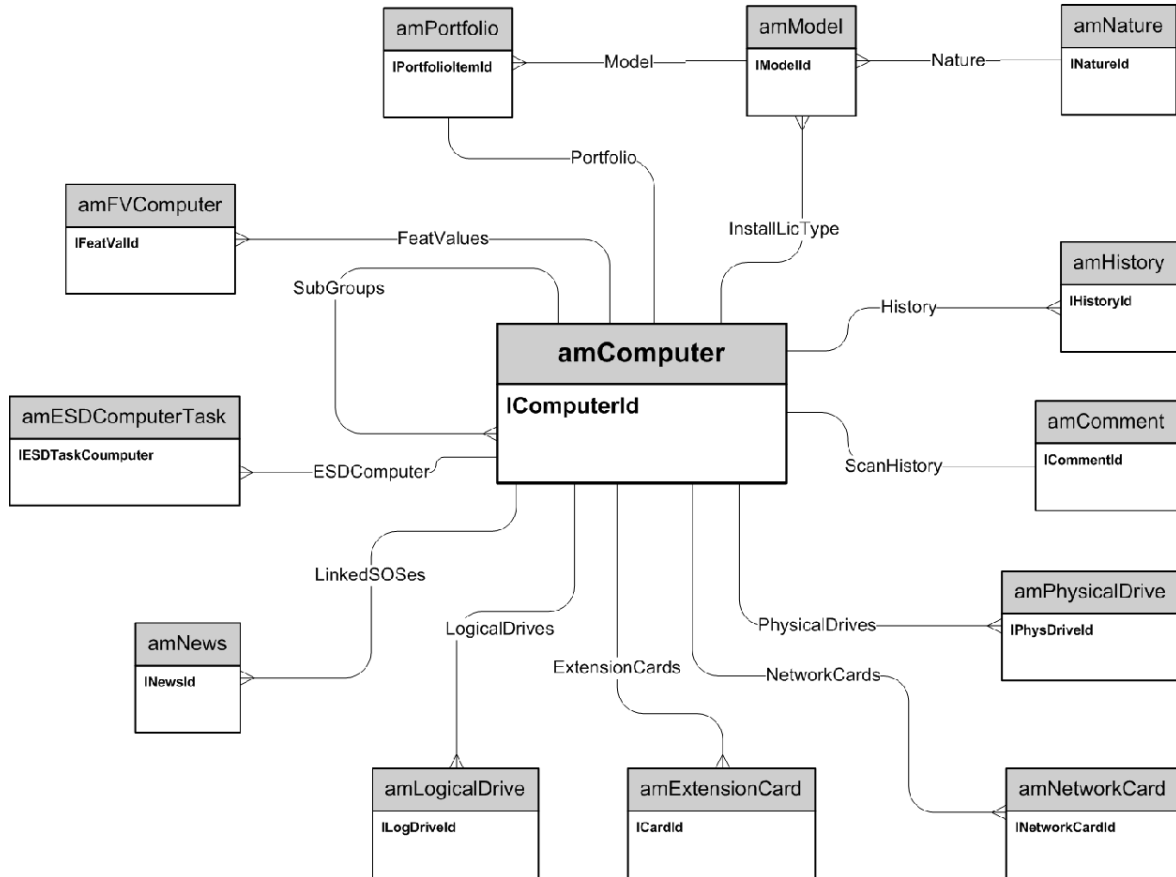 amPortfolio
lPortfolioItemId
Model
amModel
lModelId
Nature
amNature
lNatureId
Portfolio
amFVComputer
lFeatValId
FeatValues
InstallLicType
SubGroups
amHistory
lHistoryId
History
amComputer
lComputerId
amESDComputerTask
lESDTaskCoumputer
ESDComputer
amComment
lCommentId
ScanHistory
LinkedSOSes
amNews
lNewsId
LogicalDrives
ExtensionCards
PhysicalDrives
NetworkCards
amPhysicalDrive
lPhysDriveId
amLogicalDrive
lLogDriveId
amExtensionCard
lCardId
amNetworkCard
lNetworkCardId